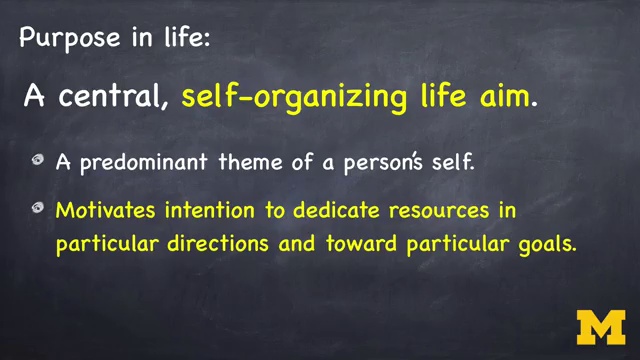 Purpose in life:
A central, self-organizing life aim.
A predominant theme of a person's self.
Motivates intention to dedicate resources in
particular directions and toward particular goals.
M